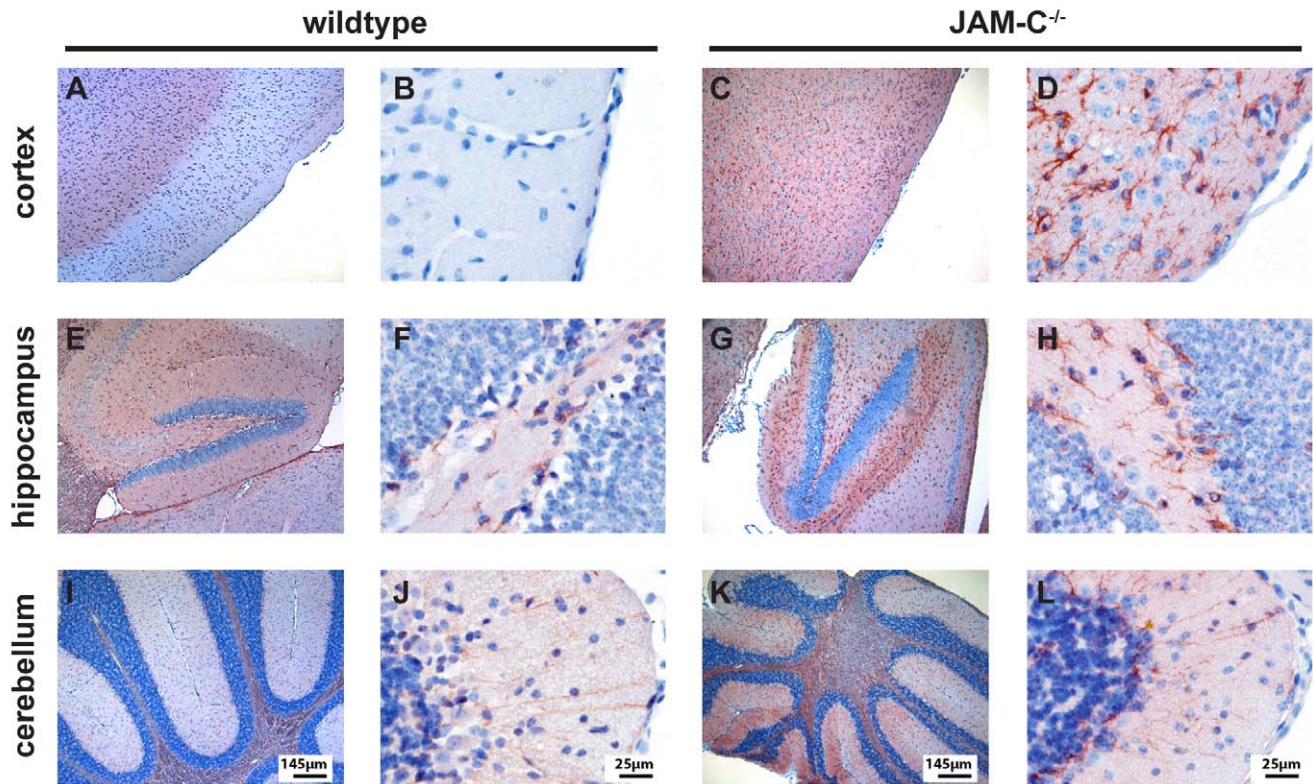 wildtype JAM-C-/-
cortex
A B C D
hippocampus
E F G H
cerebellum
I J K L
145µm 25µm 145µm 25µm